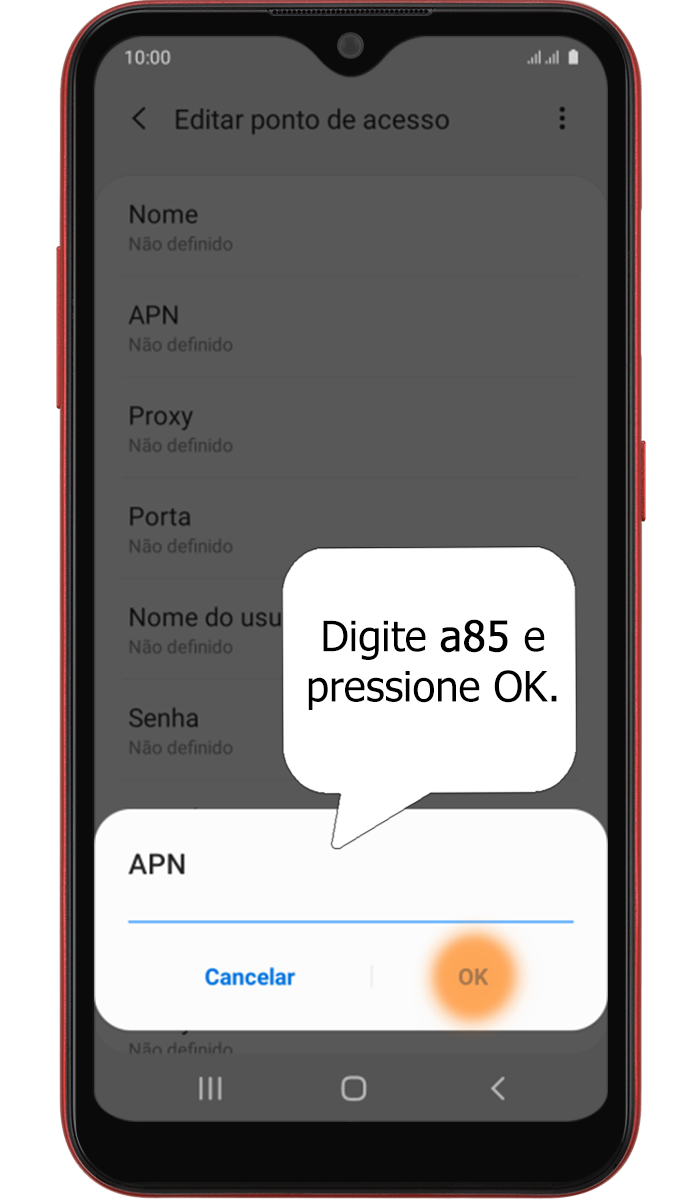 10:00
Editar ponto de acesso
Nome
Não definido
APN
Não definido
Proxy
Não definido
Porta
Não definido
Nome do usu
Não definido
Senha
Não definido
Digite a85 e
pressione OK.
APN
Cancelar
OK
Não definido